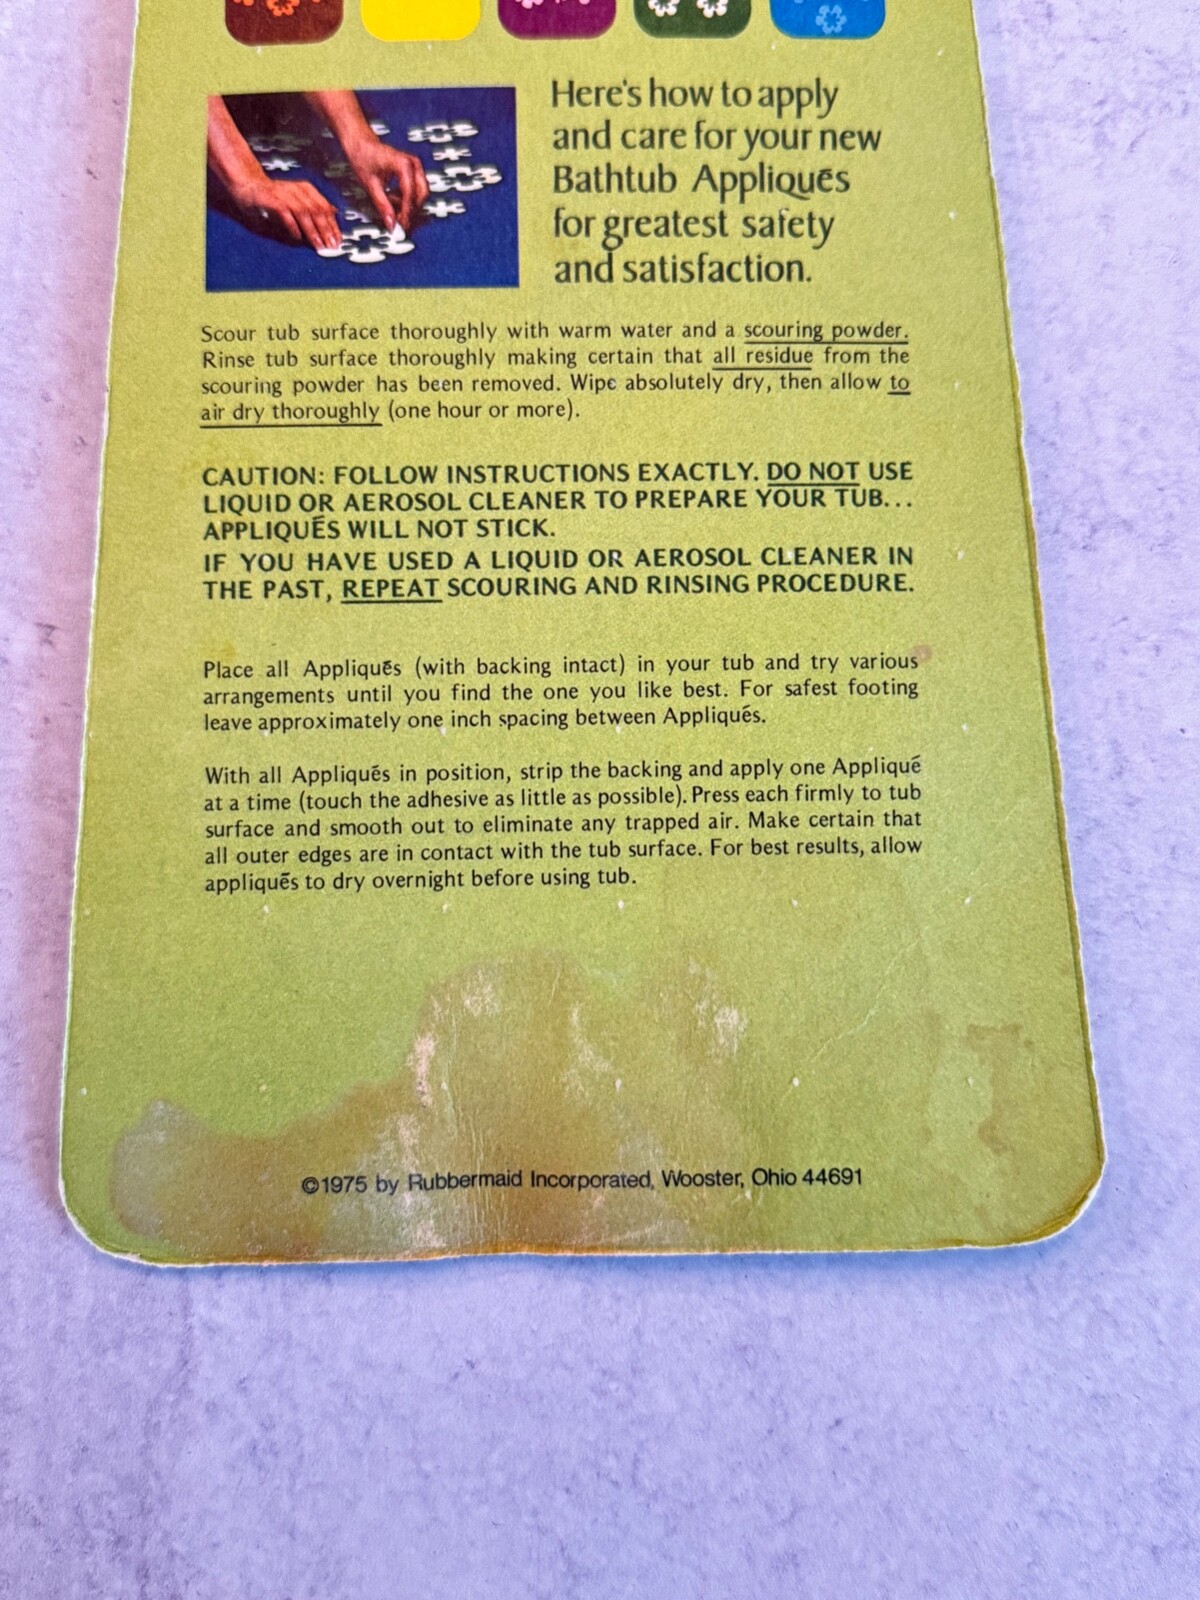 Here's how to apply
and care for your new
Bathtub Appliqués
for greatest safety
and satisfaction.
Scour tub surface thoroughly with warm water and a scouring powder.
Rinse tub surface thoroughly making certain that all residue from the
scouring powder has been removed. Wipe absolutely dry, then allow to
air dry thoroughly (one hour or more).
CAUTION: FOLLOW INSTRUCTIONS EXACTLY. DO NOT USE
LIQUID OR AEROSOL CLEANER TO PREPARE YOUR TUB...
APPLIQUÉS WILL NOT STICK.
IF YOU HAVE USED A LIQUID OR AEROSOL CLEANER IN
THE PAST, REPEAT SCOURING AND RINSING PROCEDURE.
Place all Appliqués (with backing intact) in your tub and try various
arrangements until you find the one you like best. For safest footing
leave approximately one inch spacing between Appliqués.
With all Appliqués in position, strip the backing and apply one Appliqué
at a time (touch the adhesive as little as possible). Press each firmly to tub
surface and smooth out to eliminate any trapped air. Make certain that
all outer edges are in contact with the tub surface. For best results, allow
appliqués to dry overnight before using tub.
©1975 by Rubbermaid Incorporated, Wooster, Ohio 44691